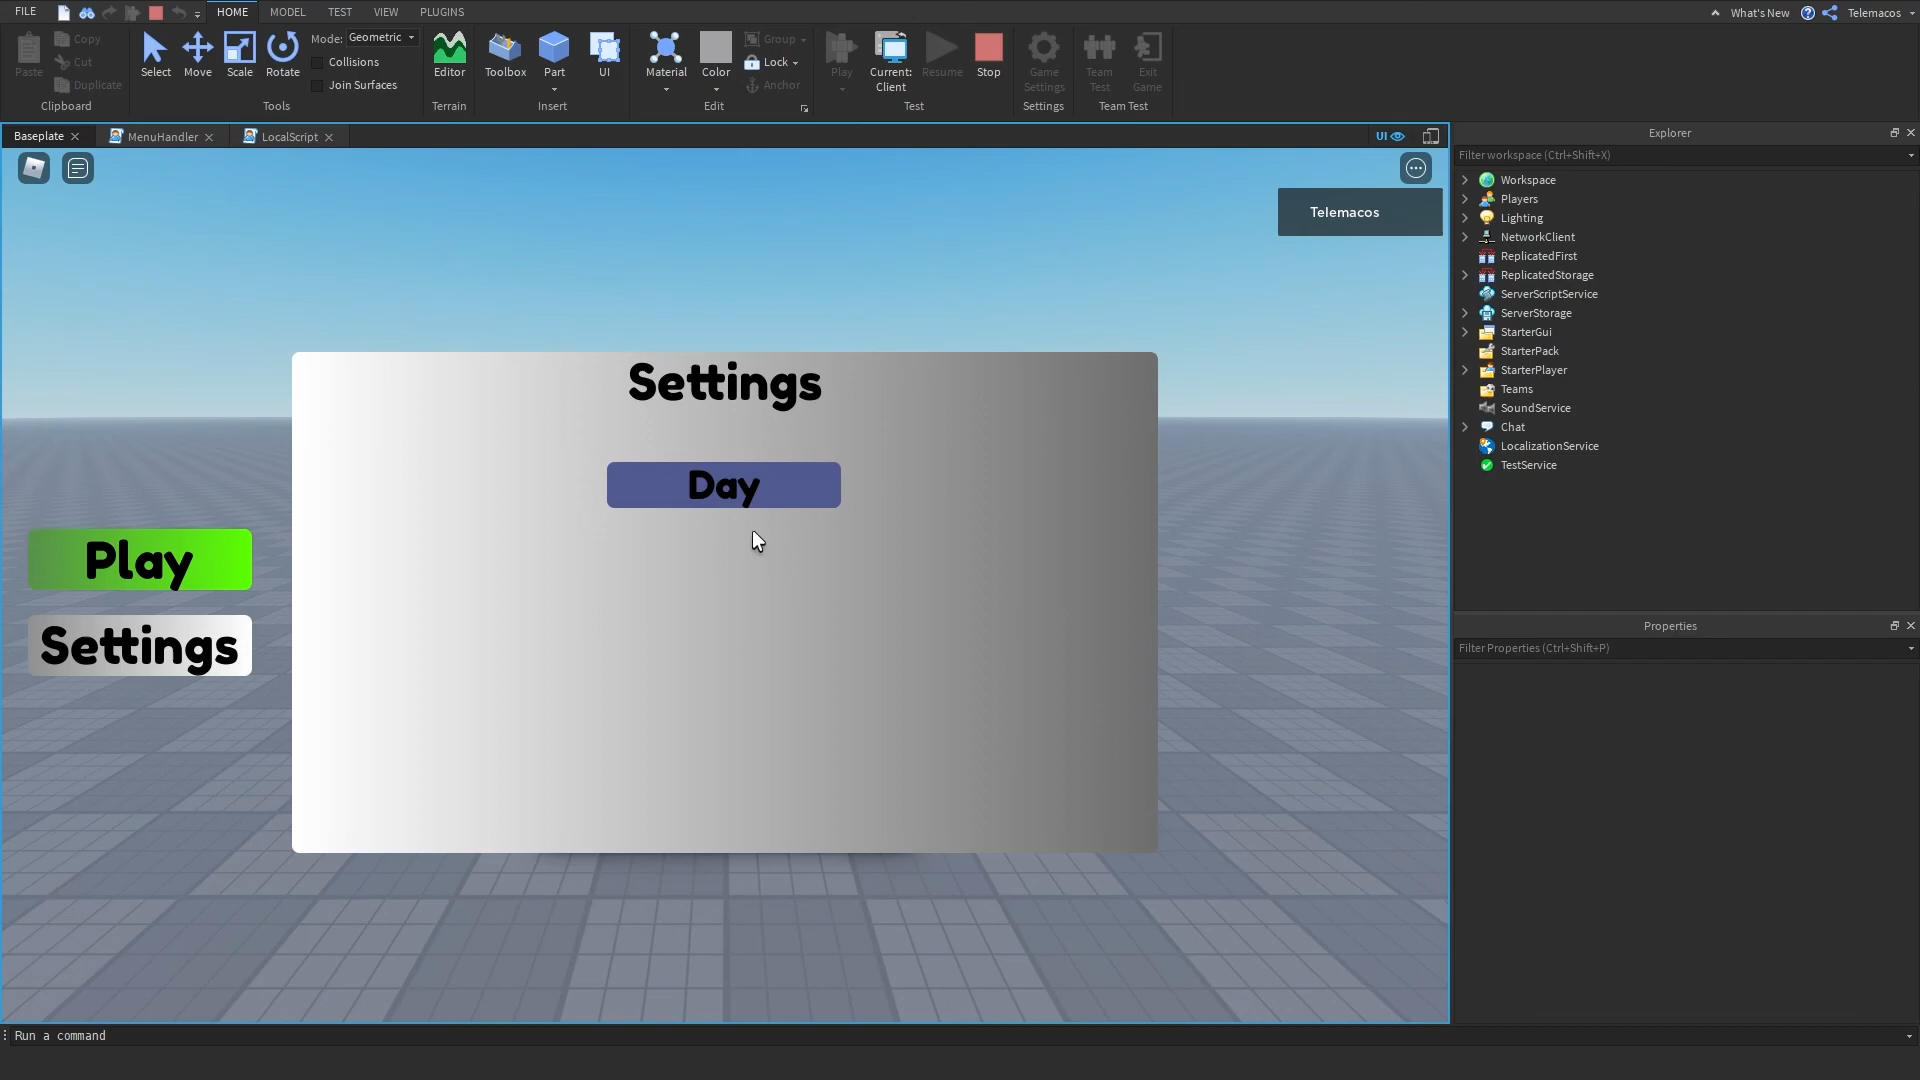 FILE
HOME
MODEL
TEST
VIEW
PLUGINS
What's New
Telemacos
Paste
Copy
Cut
Duplicate
Clipboard
Select
Move
Scale
Rotate
Mode: Geometric
Collisions
Join Surfaces
Tools
Editor
Terrain
Toolbox
Part
UI
Insert
Material
Color
Group
Lock
Anchor
Edit
Play
Current:
Client
Resume
Stop
Test
Game
Settings
Settings
Team
Test
Exit
Game
Team Test
Baseplate
MenuHandler
LocalScript
UI
Telemacos
Settings
Day
Play
Settings
Explorer
Filter workspace (Ctrl+Shift+X)
Workspace
Players
Lighting
NetworkClient
ReplicatedFirst
ReplicatedStorage
ServerScriptService
ServerStorage
StarterGui
StarterPack
StarterPlayer
Teams
SoundService
Chat
LocalizationService
TestService
Properties
Filter Properties (Ctrl+Shift+P)
Run a command